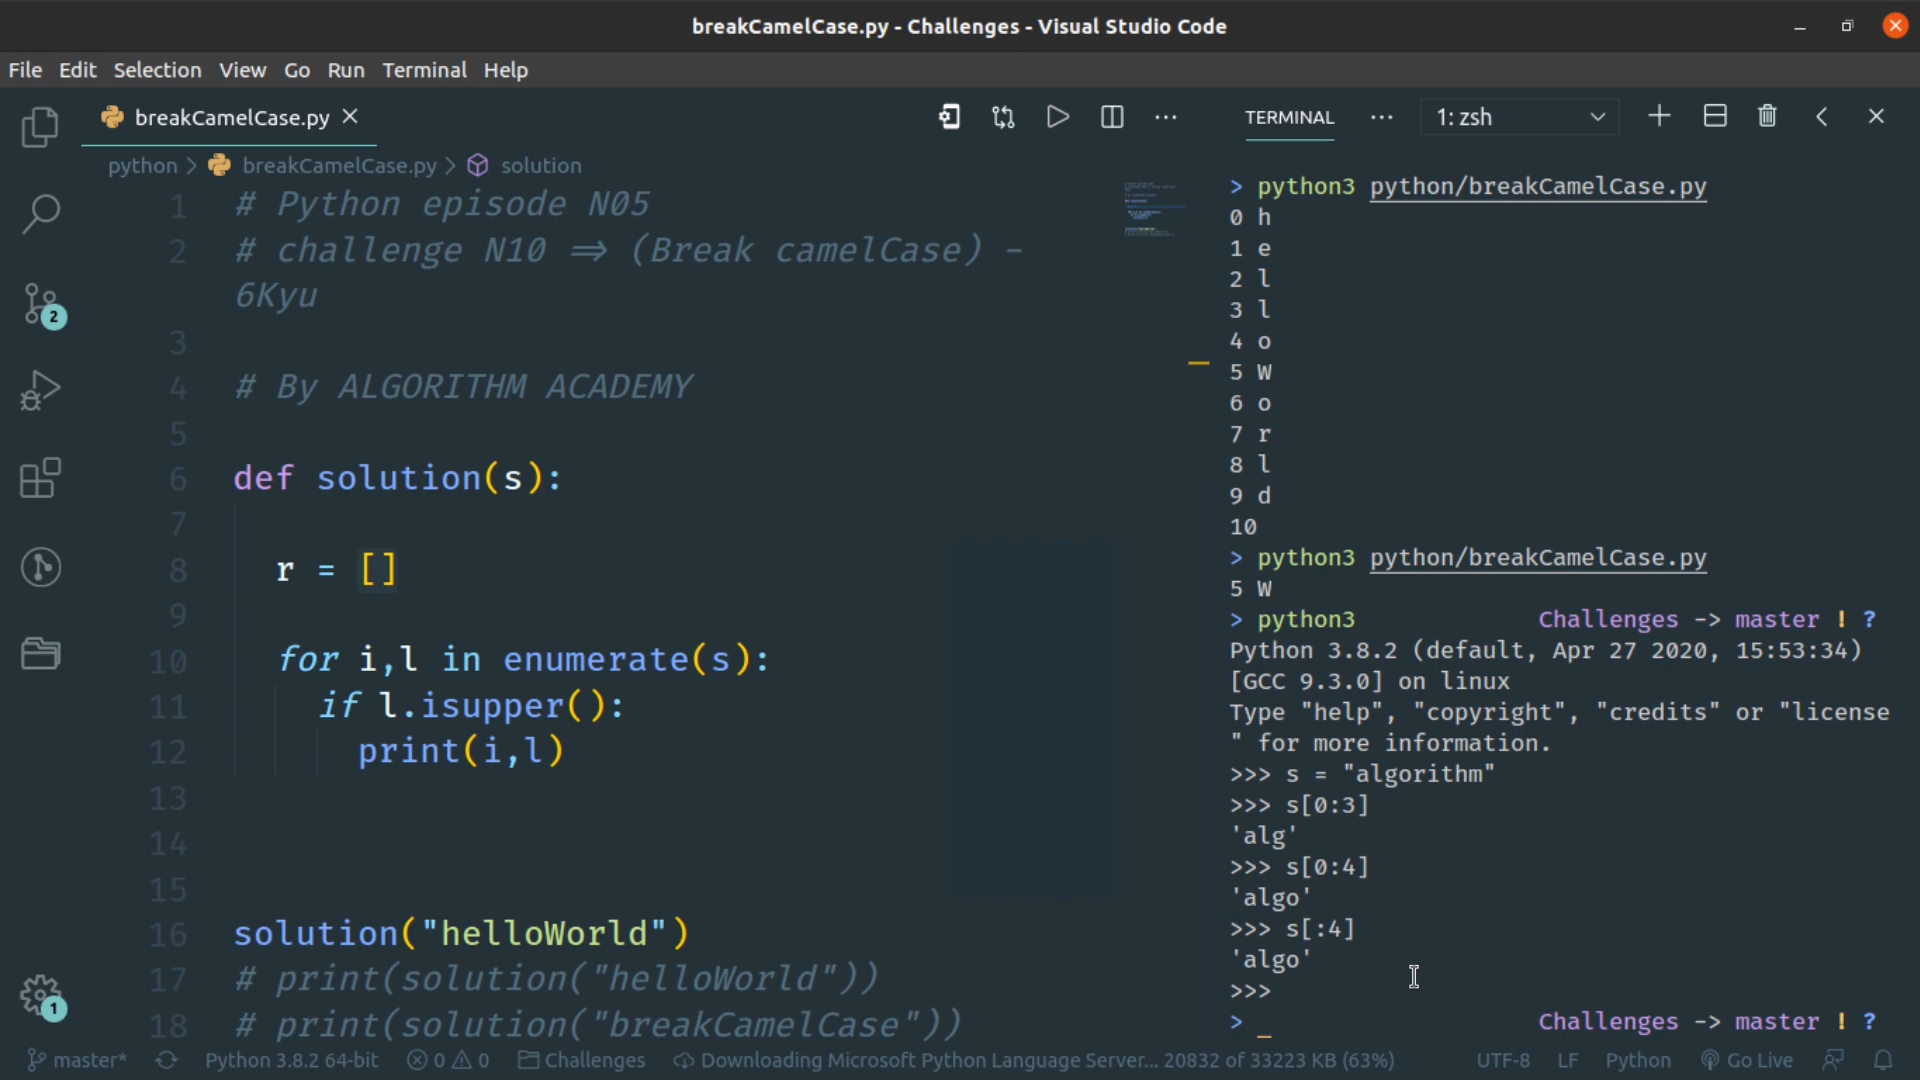 breakCamelCase.py - Challenges - Visual Studio Code
File Edit Selection View Go Run Terminal Help
breakCamelCase.py
python > breakCamelCase.py > solution
1 # Python episode N05
2 # challenge N10 => (Break camelCase) -
6Kyu
3
4 # By ALGORITHM ACADEMY
5
6 def solution(s):
7
8 r = []
9
10 for i,l in enumerate(s):
11 if l.isupper():
12 print(i,l)
13
14
15
16 solution("helloWorld")
17 # print(solution("helloWorld"))
18 # print(solution("breakCamelCase"))
TERMINAL ... 1: zsh
> python3 python/breakCamelCase.py
0 h
1 e
2 l
3 l
4 o
5 W
6 o
7 r
8 l
9 d
10
> python3 python/breakCamelCase.py
5 W
> python3 Challenges -> master ! ?
Python 3.8.2 (default, Apr 27 2020, 15:53:34)
[GCC 9.3.0] on linux
Type "help", "copyright", "credits" or "license
" for more information.
>>> s = "algorithm"
>>> s[0:3]
'alg'
>>> s[0:4]
'algo'
>>> s[:4]
'algo'
>>>
> _ Challenges -> master ! ?
2
1
master* Python 3.8.2 64-bit 0 0 Challenges Downloading Microsoft Python Language Server... 20832 of 33223 KB (63%) UTF-8 LF Python Go Live